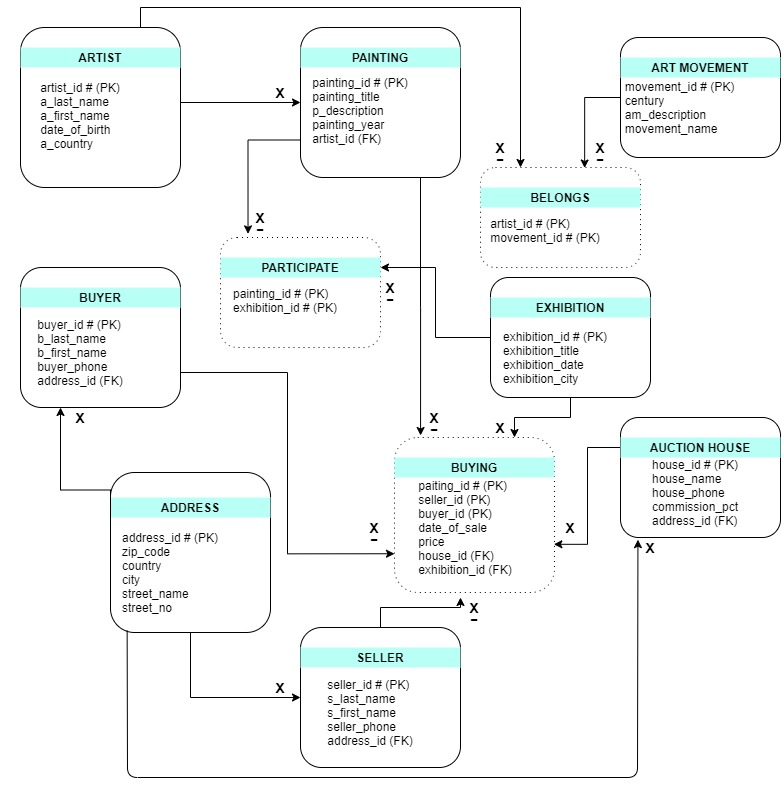 ARTIST
artist_id # (PK)
a_last_name
a_first_name
date_of_birth
a_country
X
PAINTING
painting_id # (PK)
painting_title
p_description
painting_year
artist_id (FK)
ART MOVEMENT
movement_id # (PK)
century
am_description
movement_name
X
X
BELONGS
artist_id # (PK)
movement_id # (PK)
X
PARTICIPATE
painting_id # (PK)
exhibition_id # (PK)
X
EXHIBITION
exhibition_id # (PK)
exhibition_title
exhibition_date
exhibition_city
BUYER
buyer_id # (PK)
b_last_name
b_first_name
buyer_phone
address_id (FK)
X
X
X
BUYING
paiting_id # (PK)
seller_id (PK)
buyer_id (PK)
date_of_sale
price
house_id (FK)
exhibition_id (FK)
X
X
AUCTION HOUSE
house_id # (PK)
house_name
house_phone
commission_pct
address_id (FK)
X
ADDRESS
address_id # (PK)
zip_code
country
city
street_name
street_no
X
X
SELLER
seller_id # (PK)
s_last_name
s_first_name
seller_phone
address_id (FK)